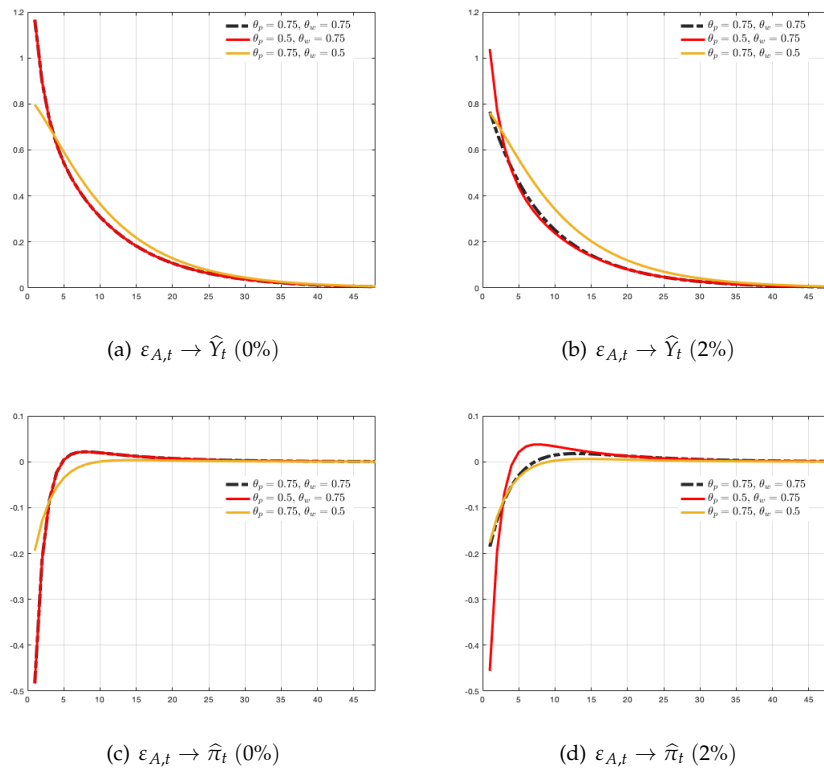 θp = 0.75, θw = 0.75
θp = 0.5, θw = 0.75
θp = 0.75, θw = 0.5
1.2
1
0.8
0.6
0.4
0.2
0
0 5 10 15 20 25 30 35 40 45
(a) εA,t → Ŷt (0%)
θp = 0.75, θw = 0.75
θp = 0.5, θw = 0.75
θp = 0.75, θw = 0.5
1.2
1
0.8
0.6
0.4
0.2
0
0 5 10 15 20 25 30 35 40 45
(b) εA,t → Ŷt (2%)
0.1
0
-0.1
-0.2
-0.3
-0.4
-0.5
θp = 0.75, θw = 0.75
θp = 0.5, θw = 0.75
θp = 0.75, θw = 0.5
0 5 10 15 20 25 30 35 40 45
(c) εA,t → π̂t (0%)
0.1
0
-0.1
-0.2
-0.3
-0.4
-0.5
θp = 0.75, θw = 0.75
θp = 0.5, θw = 0.75
θp = 0.75, θw = 0.5
0 5 10 15 20 25 30 35 40 45
(d) εA,t → π̂t (2%)